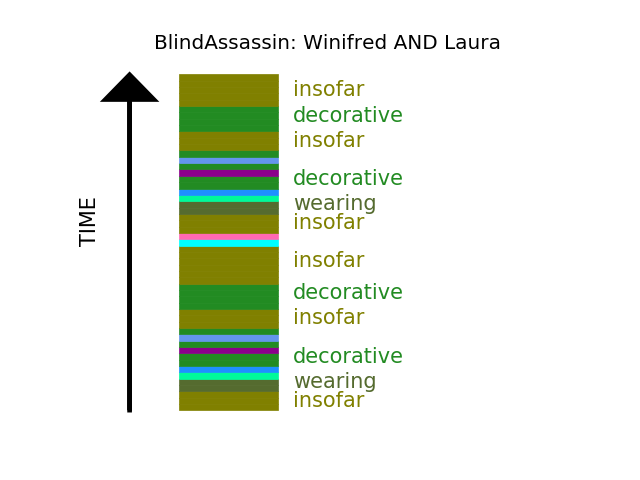 BlindAssassin: Winifred AND Laura
TIME
insofar
decorative
insofar
decorative
wearing
insofar
insofar
decorative
insofar
decorative
wearing
insofar